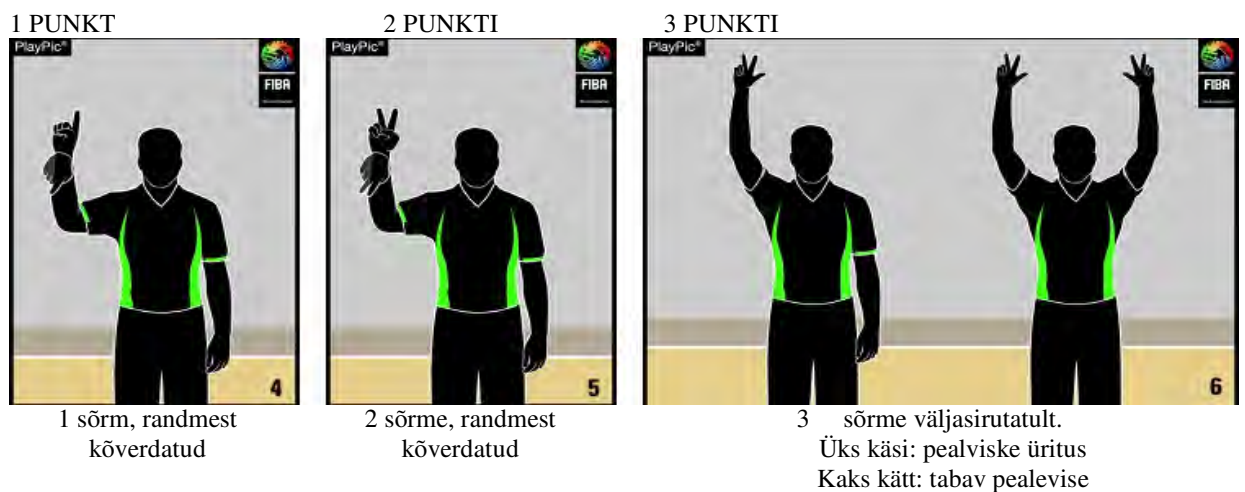 1 PUNKT 2 PUNKTI 3 PUNKTI
PlayPic® PlayPic® PlayPic®
FIBA FIBA FIBA
4 5 6
1 sõrm, randmest
kõverdatud
2 sõrme, randmest
kõverdatud
3 sõrme väljasirutatult.
Üks käsi: pealviske üritus
Kaks kätt: tabav pealevise